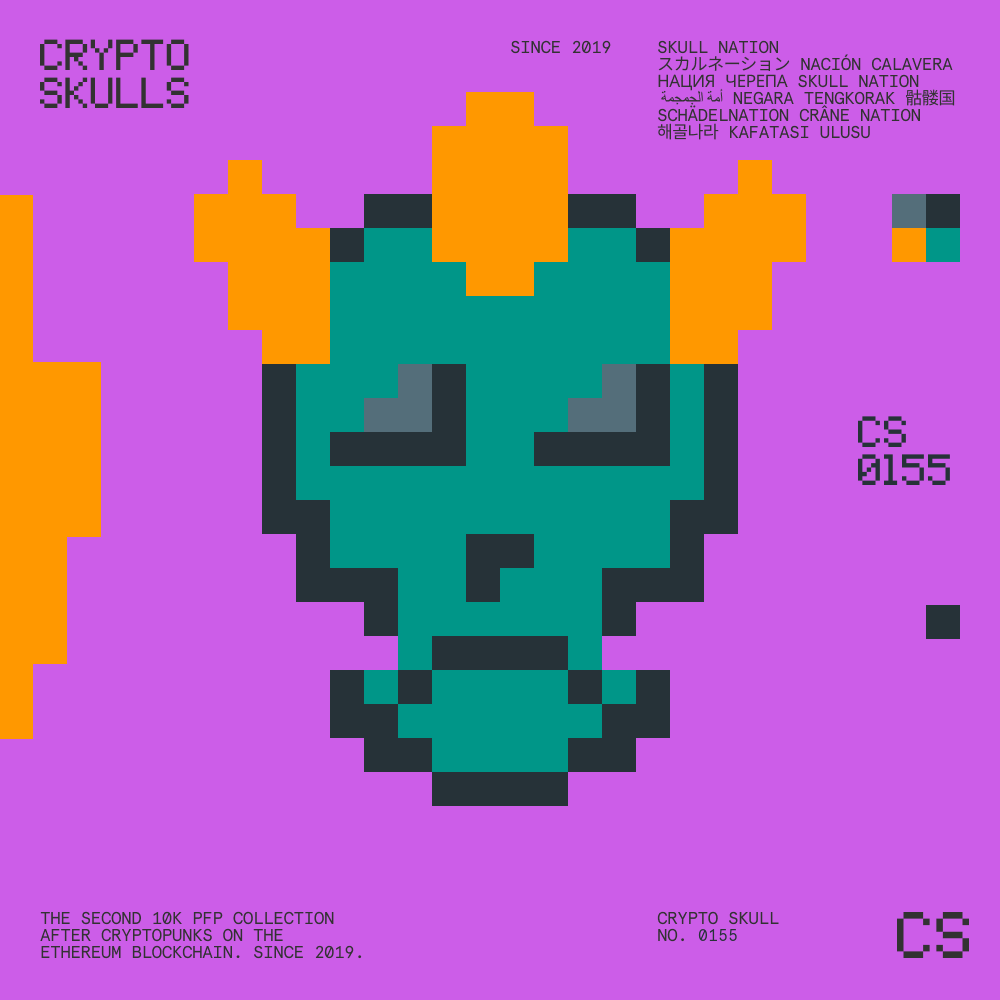 CRYPTO
SKULLS
SINCE 2019
SKULL NATION
スカルネーション NACIÓN CALAVERA
НАЦИЯ ЧЕРЕПА SKULL NATION
أمة الجمجمة NEGARA TENGKORAK 骷髅国
SCHÄDELNATION CRÂNE NATION
해골나라 KAFATASI ULUSU
CS
0155
THE SECOND 10K PFP COLLECTION
AFTER CRYPTOPUNKS ON THE
ETHEREUM BLOCKCHAIN. SINCE 2019.
CRYPTO SKULL
NO. 0155
CS